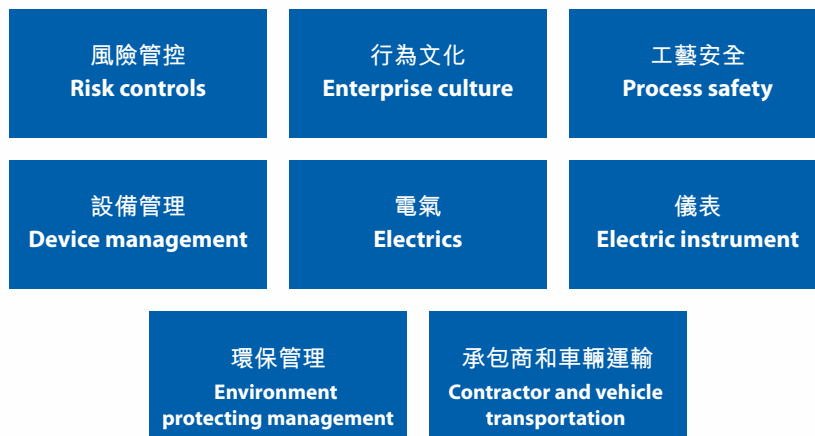 風險管控
Risk controls
行為文化
Enterprise culture
工藝安全
Process safety
設備管理
Device management
電氣
Electrics
儀表
Electric instrument
環保管理
Environment
protecting management
承包商和車輛運輸
Contractor and vehicle
transportation